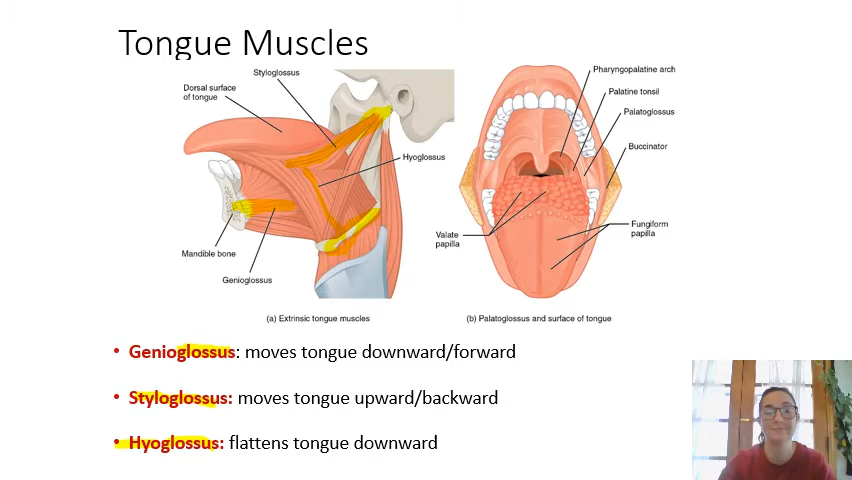 Tongue Muscles
Styloglossus
Dorsal surface
of tongue
Hyoglossus
Mandible bone
Genioglossus
(a) Extrinsic tongue muscles
Pharyngopalatine arch
Palatine tonsil
Palatoglossus
Buccinator
Valate
papilla
Fungiform
papilla
(b) Palatoglossus and surface of tongue
• Genioglossus: moves tongue downward/forward
• Styloglossus: moves tongue upward/backward
• Hyoglossus: flattens tongue downward